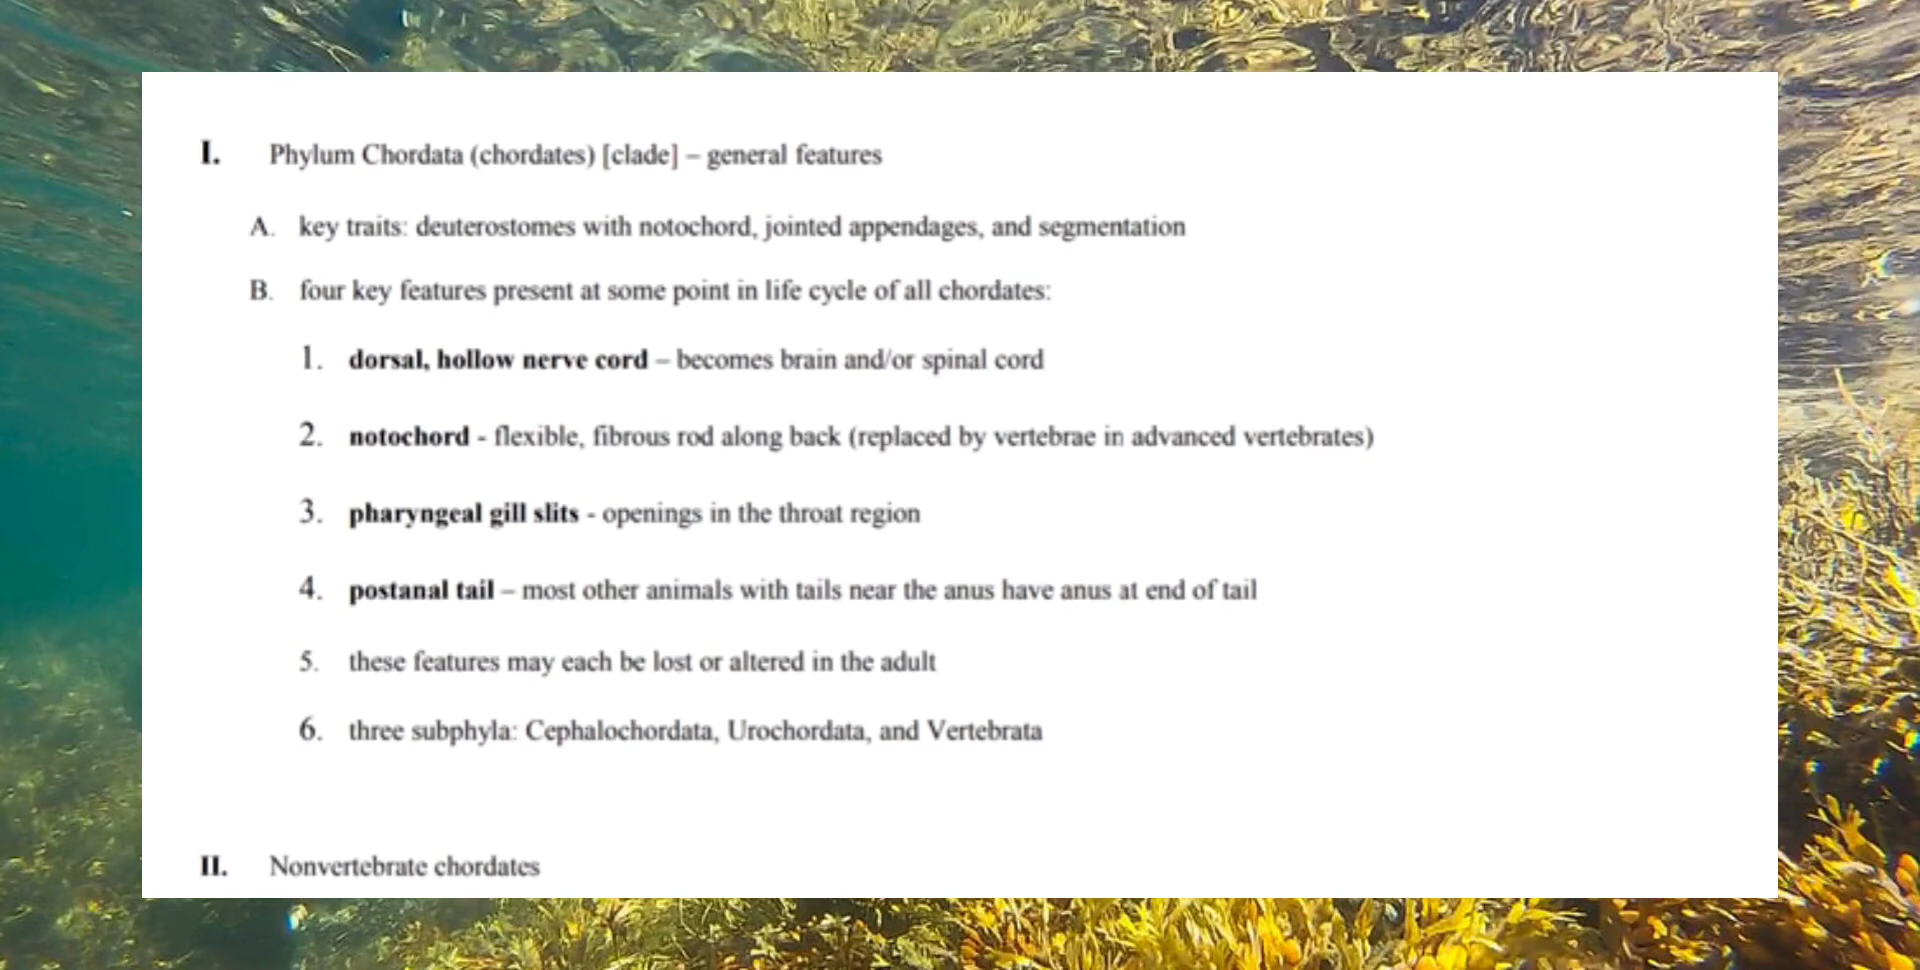 I. Phylum Chordata (chordates) [clade] – general features
A. key traits: deuterostomes with notochord, jointed appendages, and segmentation
B. four key features present at some point in life cycle of all chordates:
1. dorsal, hollow nerve cord – becomes brain and/or spinal cord
2. notochord - flexible, fibrous rod along back (replaced by vertebrae in advanced vertebrates)
3. pharyngeal gill slits - openings in the throat region
4. postanal tail – most other animals with tails near the anus have anus at end of tail
5. these features may each be lost or altered in the adult
6. three subphyla: Cephalochordata, Urochordata, and Vertebrata
II. Nonvertebrate chordates